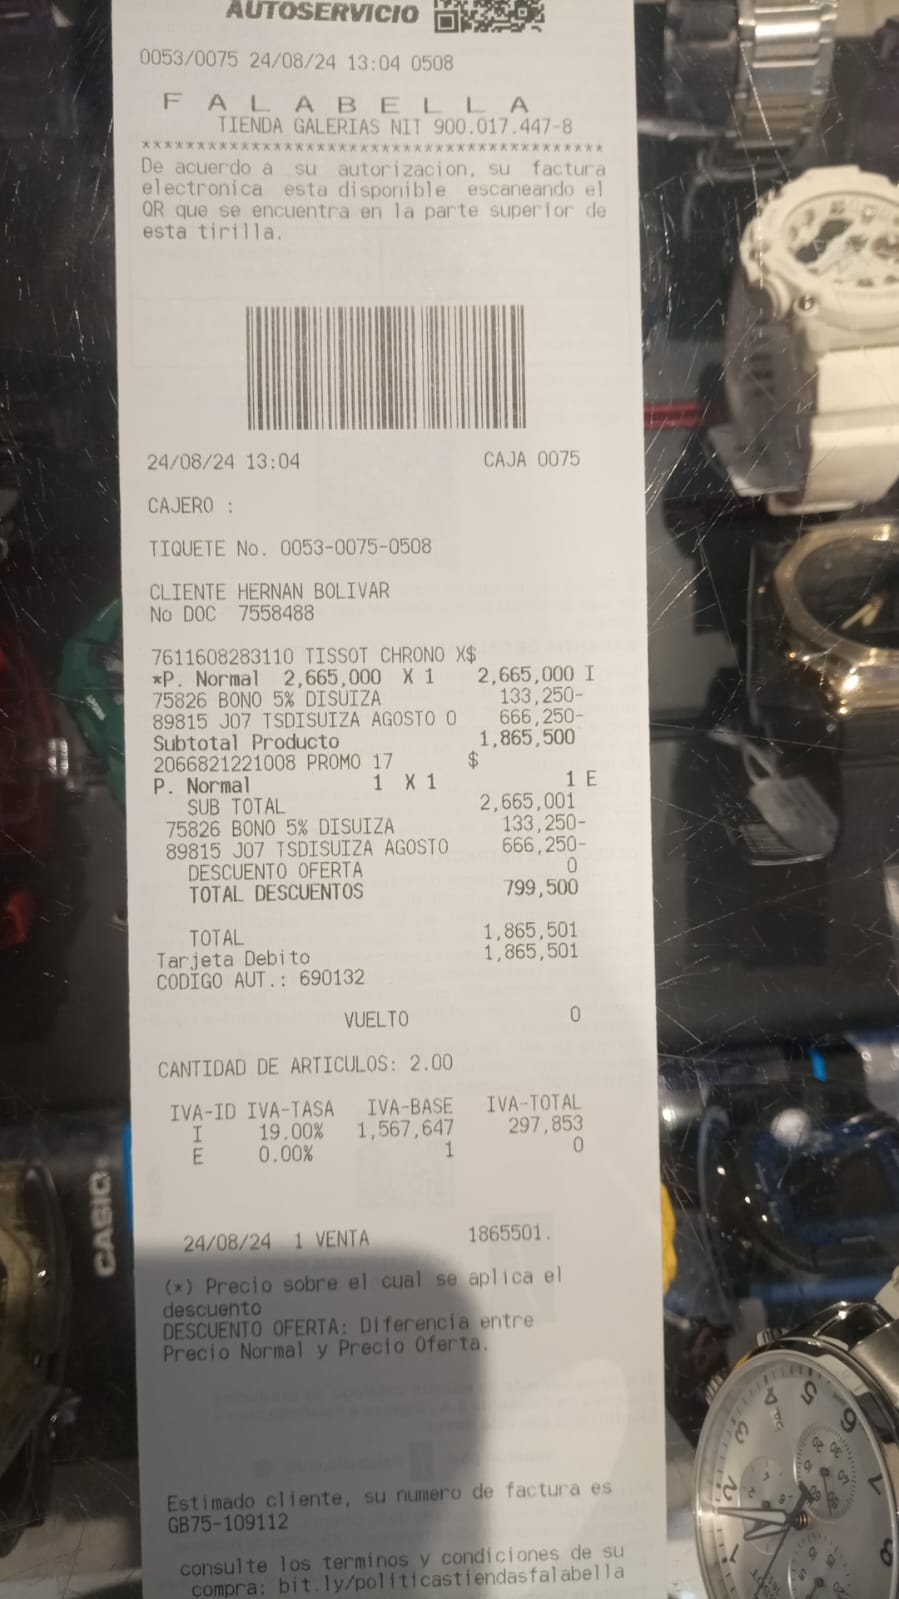 AUTOSERVICIO
0053/0075 24/08/24 13:04 0508
F A L A B E L L A
TIENDA GALERIAS NIT 900.017.447-8
******************************************
De acuerdo a su autorizacion, su factura
electronica esta disponible escaneando el
QR que se encuentra en la parte superior de
esta tirilla.
24/08/24 13:04 CAJA 0075
CAJERO :
TIQUETE No. 0053-0075-0508
CLIENTE HERNAN BOLIVAR
No DOC 7558488
7611608283110 TISSOT CHRONO X$
*P. Normal 2,665,000 X 1 2,665,000 I
75826 BONO 5% DISUIZA 133,250-
89815 J07 TSDISUIZA AGOSTO O 666,250-
Subtotal Producto 1,865,500
2066821221008 PROMO 17 $
P. Normal 1 X 1 1 E
SUB TOTAL 2,665,001
75826 BONO 5% DISUIZA 133,250-
89815 J07 TSDISUIZA AGOSTO 666,250-
DESCUENTO OFERTA 0
TOTAL DESCUENTOS 799,500
TOTAL 1,865,501
Tarjeta Debito 1,865,501
CODIGO AUT.: 690132
VUELTO 0
CANTIDAD DE ARTICULOS: 2.00
IVA-ID IVA-TASA IVA-BASE IVA-TOTAL
I 19.00% 1,567,647 297,853
E 0.00% 1 0
24/08/24 1 VENTA 1865501.
(*) Precio sobre el cual se aplica el
descuento
DESCUENTO OFERTA: Diferencia entre
Precio Normal y Precio Oferta.
Estimado cliente, su numero de factura es
GB75-109112
consulte los terminos y condiciones de su
compra: bit.ly/politicastiendasfalabella
CASIO